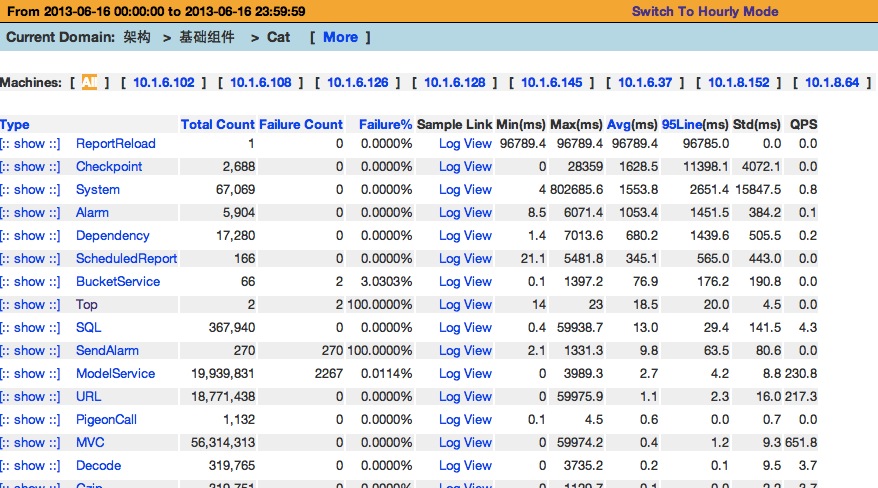 From 2013-06-16 00:00:00 to 2013-06-16 23:59:59 Switch To Hourly Mode
Current Domain: 架构 > 基础组件 > Cat [ More ]
Machines: [ All ] [ 10.1.6.102 ] [ 10.1.6.108 ] [ 10.1.6.126 ] [ 10.1.6.128 ] [ 10.1.6.145 ] [ 10.1.6.37 ] [ 10.1.8.152 ] [ 10.1.8.64 ]
Type Total Count Failure Count Failure% Sample Link Min(ms) Max(ms) Avg(ms) 95Line(ms) Std(ms) QPS
[:: show ::] ReportReload 1 0 0.0000% Log View 96789.4 96789.4 96789.4 96785.0 0.0 0.0
[:: show ::] Checkpoint 2,688 0 0.0000% Log View 0 28359 1628.5 11398.1 4072.1 0.0
[:: show ::] System 67,069 0 0.0000% Log View 4 802685.6 1553.8 2651.4 15847.5 0.8
[:: show ::] Alarm 5,904 0 0.0000% Log View 8.5 6071.4 1053.4 1451.5 384.2 0.1
[:: show ::] Dependency 17,280 0 0.0000% Log View 1.4 7013.6 680.2 1439.6 505.5 0.2
[:: show ::] ScheduledReport 166 0 0.0000% Log View 21.1 5481.8 345.1 565.0 443.0 0.0
[:: show ::] BucketService 66 2 3.0303% Log View 0.1 1397.2 76.9 176.2 190.8 0.0
[:: show ::] Top 2 2 100.0000% Log View 14 23 18.5 20.0 4.5 0.0
[:: show ::] SQL 367,940 0 0.0000% Log View 0.4 59938.7 13.0 29.4 141.5 4.3
[:: show ::] SendAlarm 270 270 100.0000% Log View 2.1 1331.3 9.8 63.5 80.6 0.0
[:: show ::] ModelService 19,939,831 2267 0.0114% Log View 0 3989.3 2.7 4.2 8.8 230.8
[:: show ::] URL 18,771,438 0 0.0000% Log View 0 59975.9 1.1 2.3 16.0 217.3
[:: show ::] PigeonCall 1,132 0 0.0000% Log View 0.1 4.5 0.6 0.0 0.7 0.0
[:: show ::] MVC 56,314,313 0 0.0000% Log View 0 59974.2 0.4 1.2 9.3 651.8
[:: show ::] Decode 319,765 0 0.0000% Log View 0 3735.2 0.2 0.1 9.5 3.7